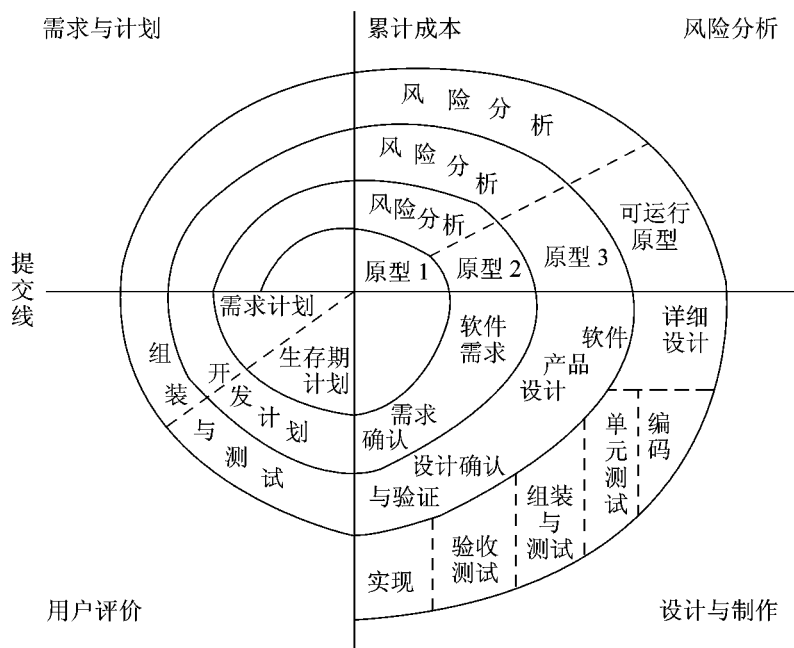 需求与计划
累计成本
风险分析
风险分析
风险分析
风险分析
可运行
原型
原型 1
原型 2
原型 3
提交线
需求计划
生存期
计划
开发计划
组装与测试
软件
需求
软件
产品
设计
详细
设计
需求
确认
设计确认
与验证
单元测试
编码
组装
与
测试
验收
测试
实现
用户评价
设计与制作